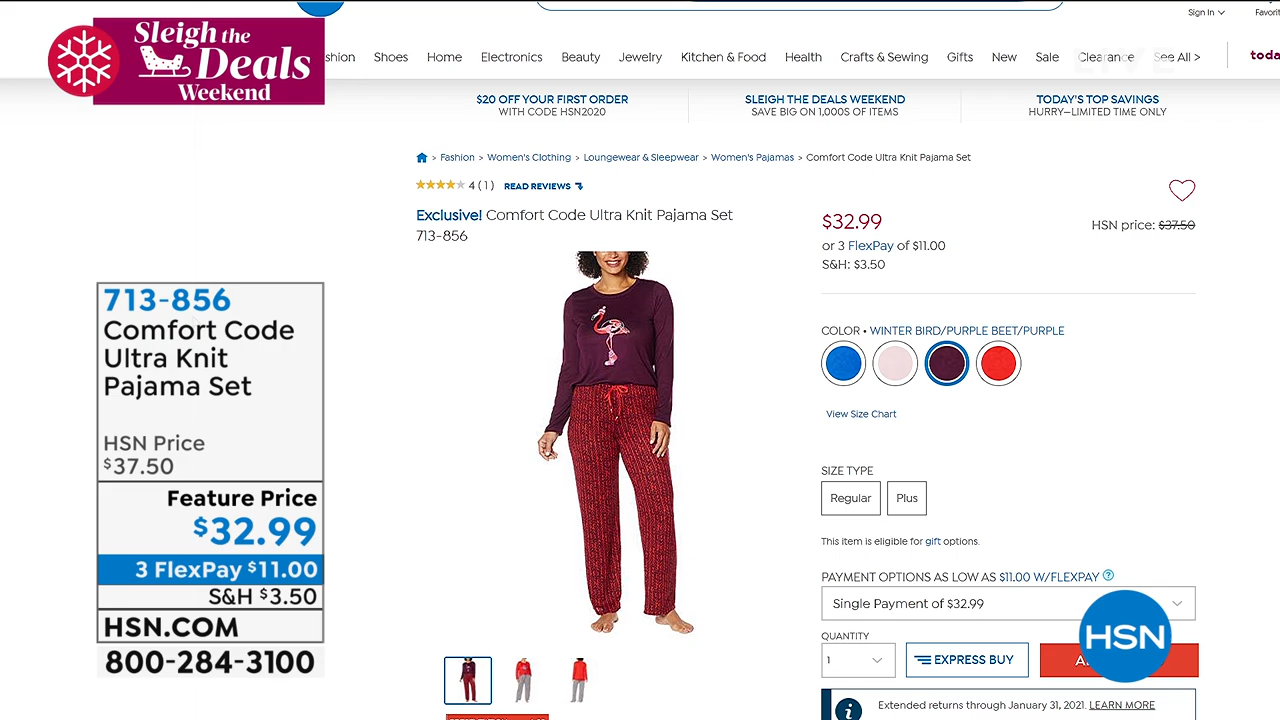 Sleigh the
Deals
Weekend
Sign In
shion Shoes Home Electronics Beauty Jewelry Kitchen & Food Health Crafts & Sewing Gifts New Sale Clearance See All >
LIVE
$20 OFF YOUR FIRST ORDER
WITH CODE HSN2020
SLEIGH THE DEALS WEEKEND
SAVE BIG ON 1,000S OF ITEMS
TODAY'S TOP SAVINGS
HURRY—LIMITED TIME ONLY
Fashion > Women's Clothing > Loungewear & Sleepwear > Women's Pajamas > Comfort Code Ultra Knit Pajama Set
4 ( 1 ) READ REVIEWS
Exclusive! Comfort Code Ultra Knit Pajama Set
713-856
$32.99
HSN price: $37.50
or 3 FlexPay of $11.00
S&H: $3.50
COLOR • WINTER BIRD/PURPLE BEET/PURPLE
View Size Chart
SIZE TYPE
Regular Plus
This item is eligible for gift options.
PAYMENT OPTIONS AS LOW AS $11.00 W/FLEXPAY ?
Single Payment of $32.99
QUANTITY
1
EXPRESS BUY
HSN
Extended returns through January 31, 2021. LEARN MORE
713-856
Comfort Code
Ultra Knit
Pajama Set
HSN Price
$37.50
Feature Price
$32.99
3 FlexPay $11.00
S&H $3.50
HSN.COM
800-284-3100